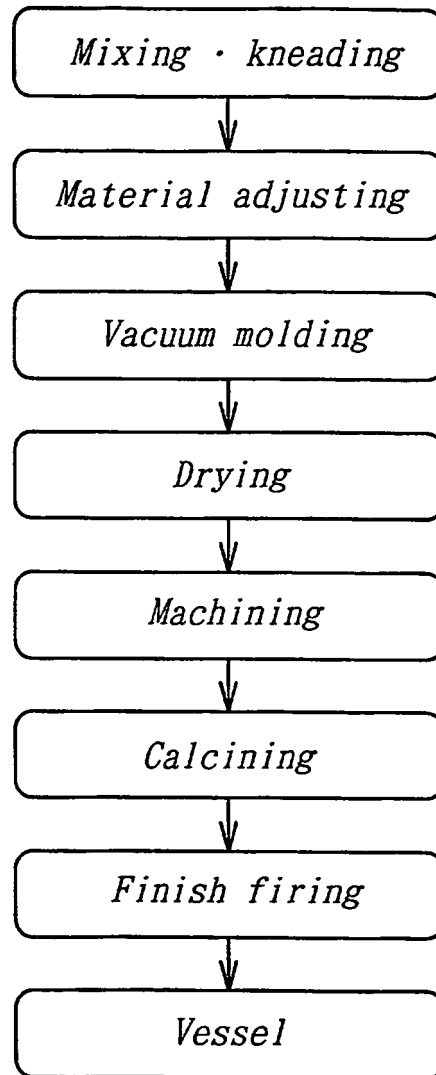 Mixing · kneading
Material adjusting
Vacuum molding
Drying
Machining
Calcining
Finish firing
Vessel